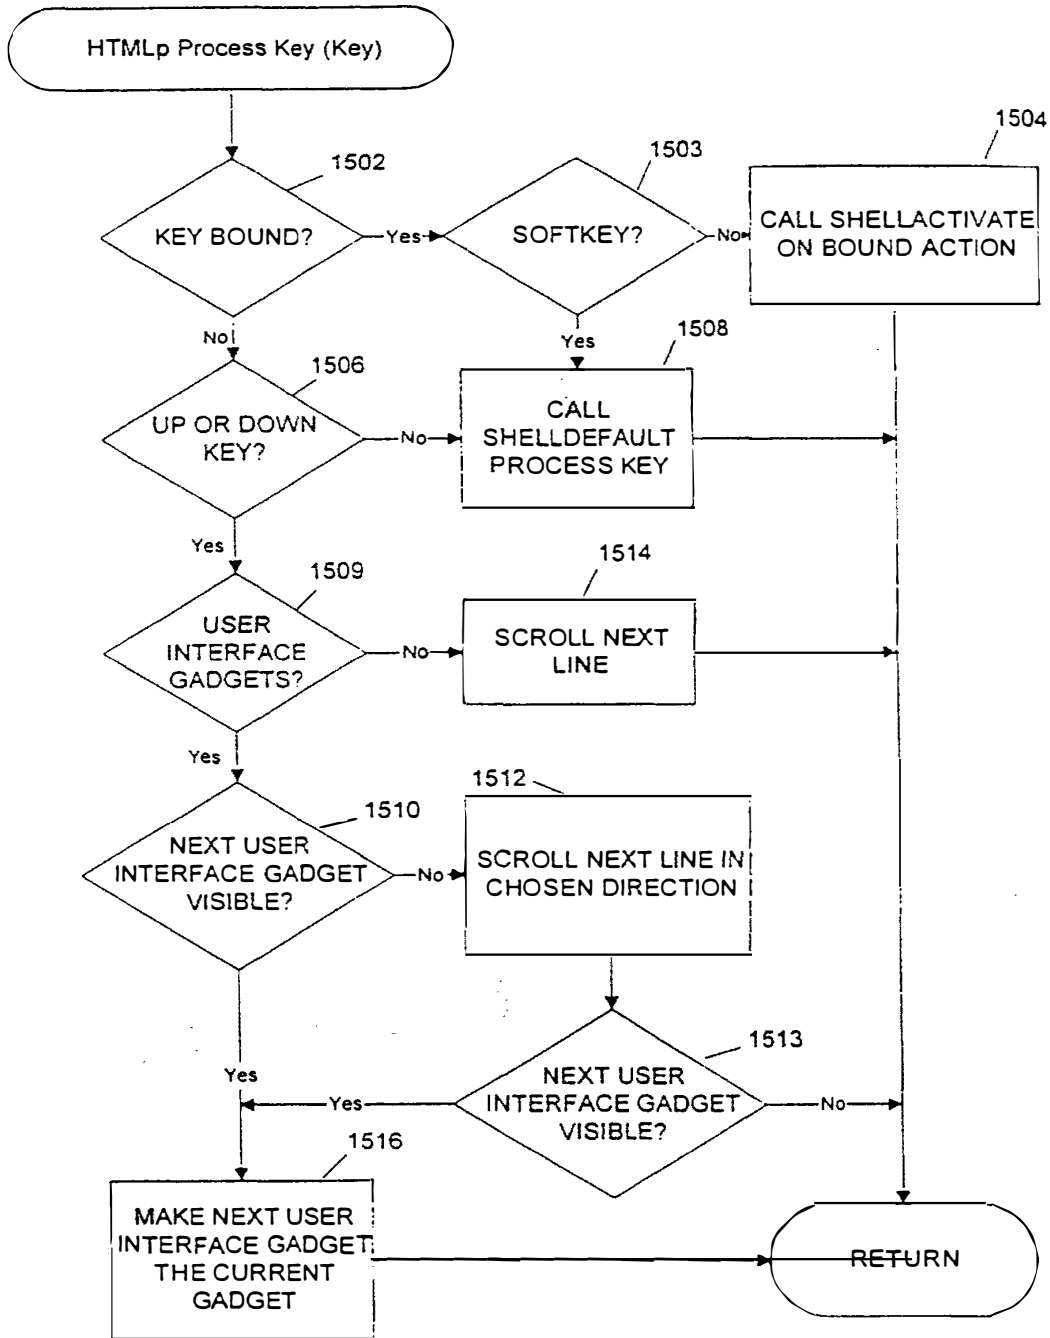 HTMLp Process Key (Key)
1502
KEY BOUND?
Yes
1503
SOFTKEY?
No
1504
CALL SHELLACTIVATE
ON BOUND ACTION
No
Yes
1506
UP OR DOWN
KEY?
No
1508
CALL
SHELLDEFAULT
PROCESS KEY
Yes
1509
USER
INTERFACE
GADGETS?
No
1514
SCROLL NEXT
LINE
Yes
1510
NEXT USER
INTERFACE GADGET
VISIBLE?
No
1512
SCROLL NEXT LINE IN
CHOSEN DIRECTION
Yes
1513
NEXT USER
INTERFACE GADGET
VISIBLE?
Yes
No
1516
MAKE NEXT USER
INTERFACE GADGET
THE CURRENT
GADGET
RETURN